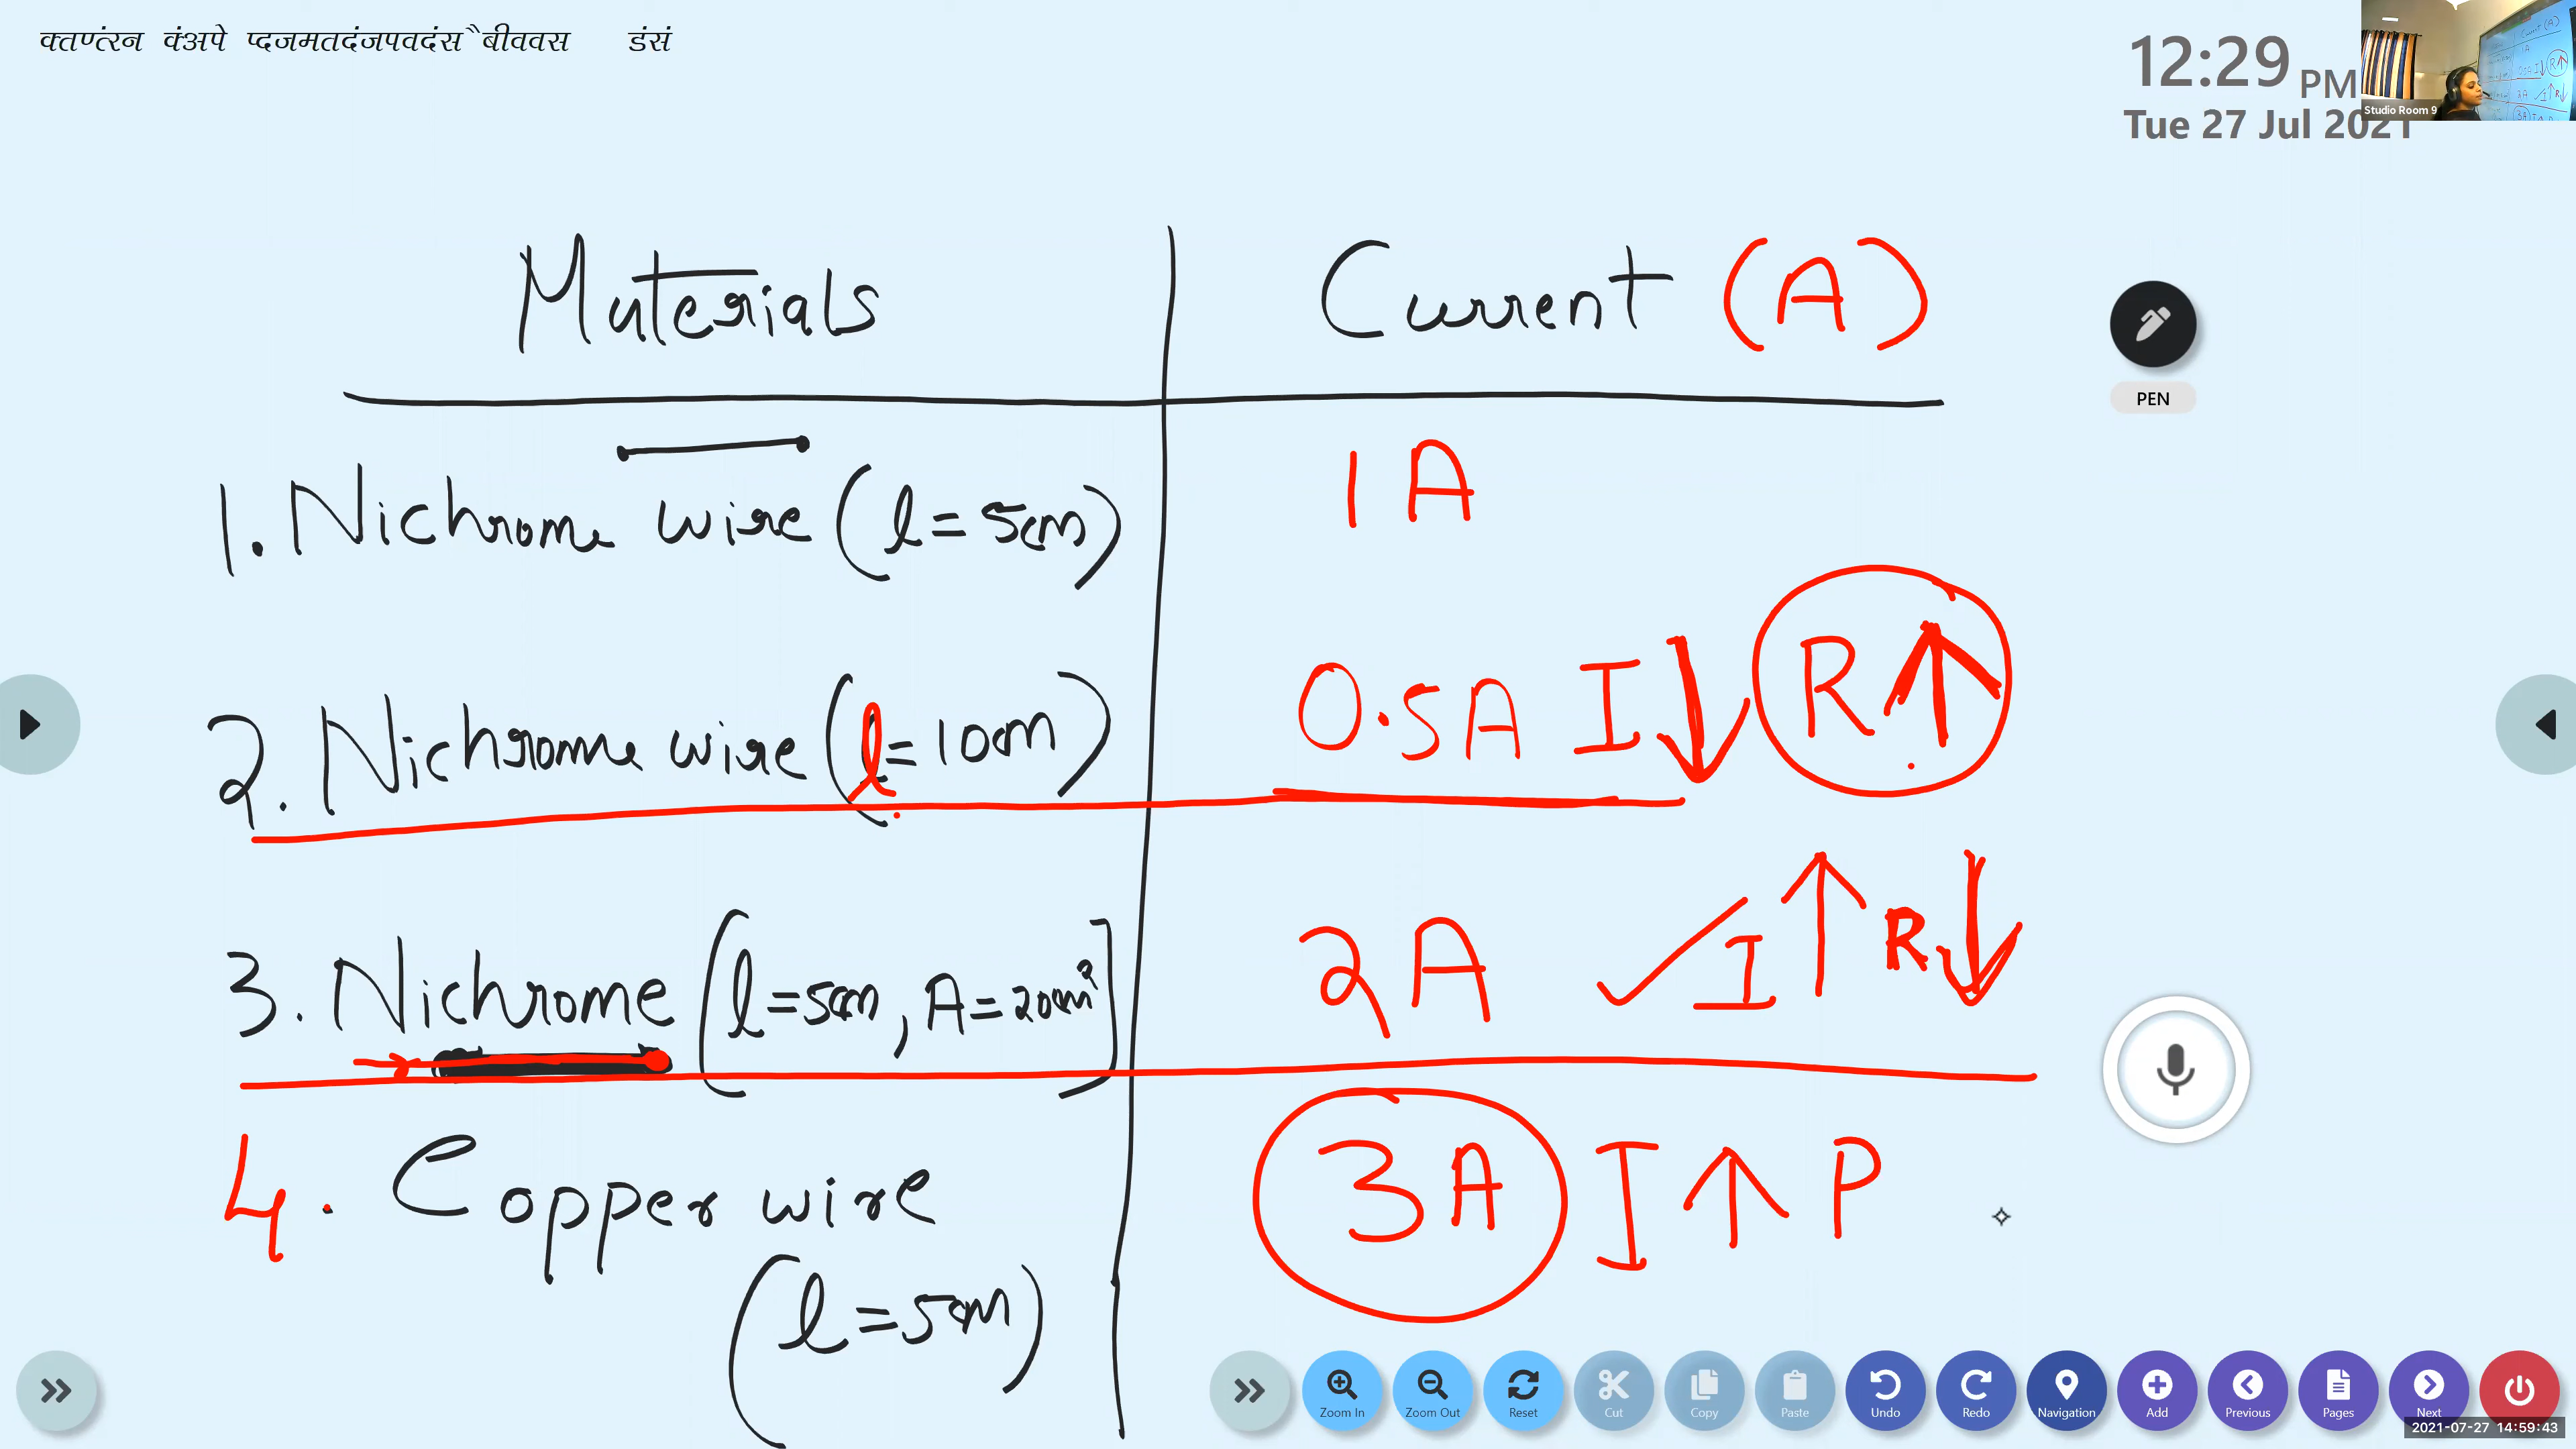 क्तण्तंरन कंअपे प्दजमतदंजपवदंस ैबीववस डंसं
12:29 PM
Tue 27 Jul 2021
Studio Room 9
Materials Current (A)
PEN
1. Nichrome wire (l = 5cm) 1 A
2. Nichrome wire (l = 10cm) 0.5A I↓ R↑
3. Nichrome (l = 5cm, A = 20cm²] 2 A ✓ I↑ R↓
4. Copper wire 3A I↑ P
(l = 5cm)
Zoom In Zoom Out Reset Cut Copy Paste Undo Redo Navigation Add Previous Pages Next
2021-07-27 14:59:43